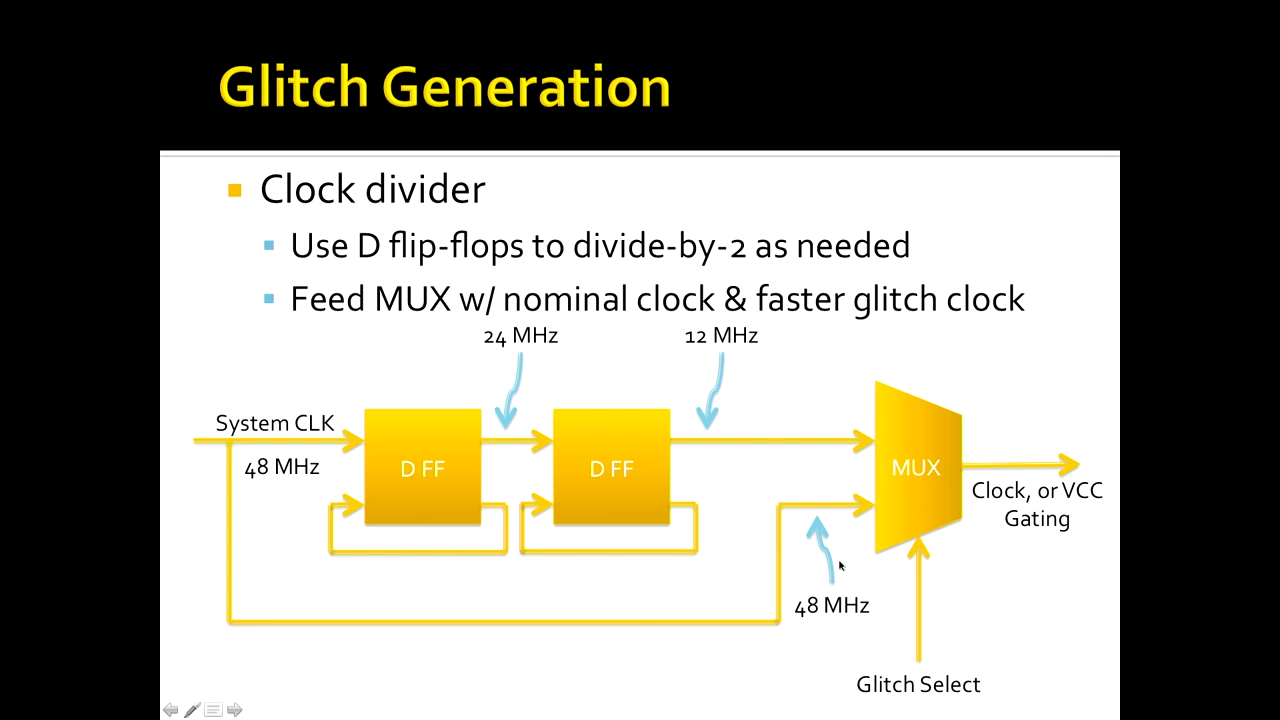 Glitch Generation
Clock divider
Use D flip-flops to divide-by-2 as needed
Feed MUX w/ nominal clock & faster glitch clock
24 MHz
12 MHz
System CLK
48 MHz
D FF
D FF
MUX
Clock, or VCC
Gating
48 MHz
Glitch Select